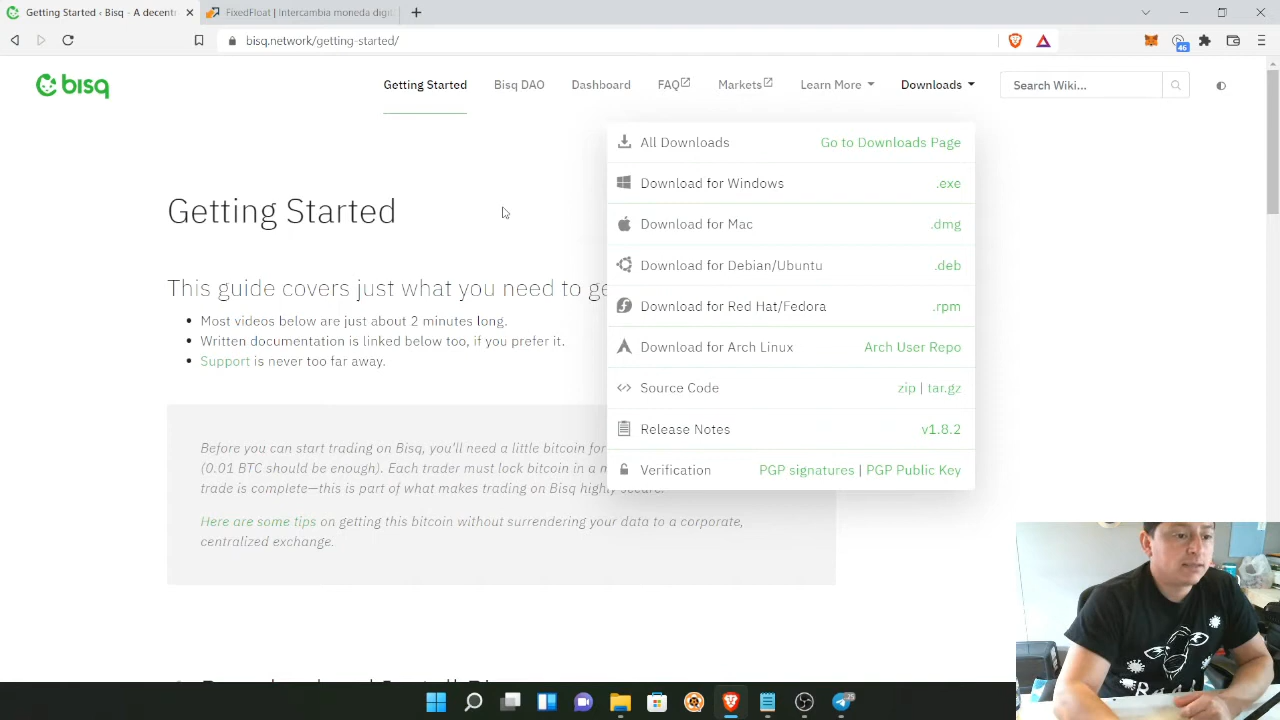 Getting Started ‹ Bisq - A decentr
FixedFloat | Intercambia moneda digi
bisq.network/getting-started/
46
bisq
Getting Started
Bisq DAO
Dashboard
FAQ
Markets
Learn More
Downloads
Search Wiki...
All Downloads Go to Downloads Page
Download for Windows .exe
Download for Mac .dmg
Download for Debian/Ubuntu .deb
Download for Red Hat/Fedora .rpm
Download for Arch Linux Arch User Repo
Source Code zip | tar.gz
Release Notes v1.8.2
Verification PGP signatures | PGP Public Key
Getting Started
This guide covers just what you need to ge
Most videos below are just about 2 minutes long.
Written documentation is linked below too, if you prefer it.
Support is never too far away.
Before you can start trading on Bisq, you'll need a little bitcoin for
(0.01 BTC should be enough). Each trader must lock bitcoin in a m
trade is complete—this is part of what makes trading on Bisq highly secure.
Here are some tips on getting this bitcoin without surrendering your data to a corporate,
centralized exchange.
25